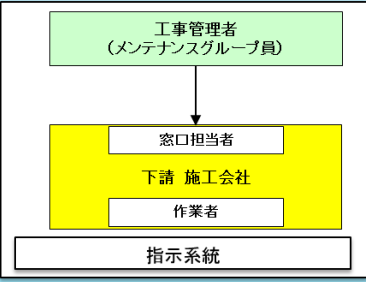 工事管理者
（メンテナンスグループ員）
窓口担当者
下請 施工会社
作業者
指示系統